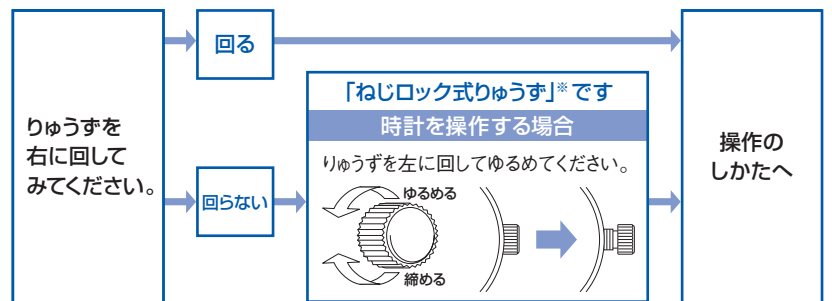 りゅうずを
右に回して
みてください。
回る
回らない
「ねじロック式りゅうず」※です
時計を操作する場合
りゅうずを左に回してゆるめてください。
ゆるめる
締める
操作の
しかたへ